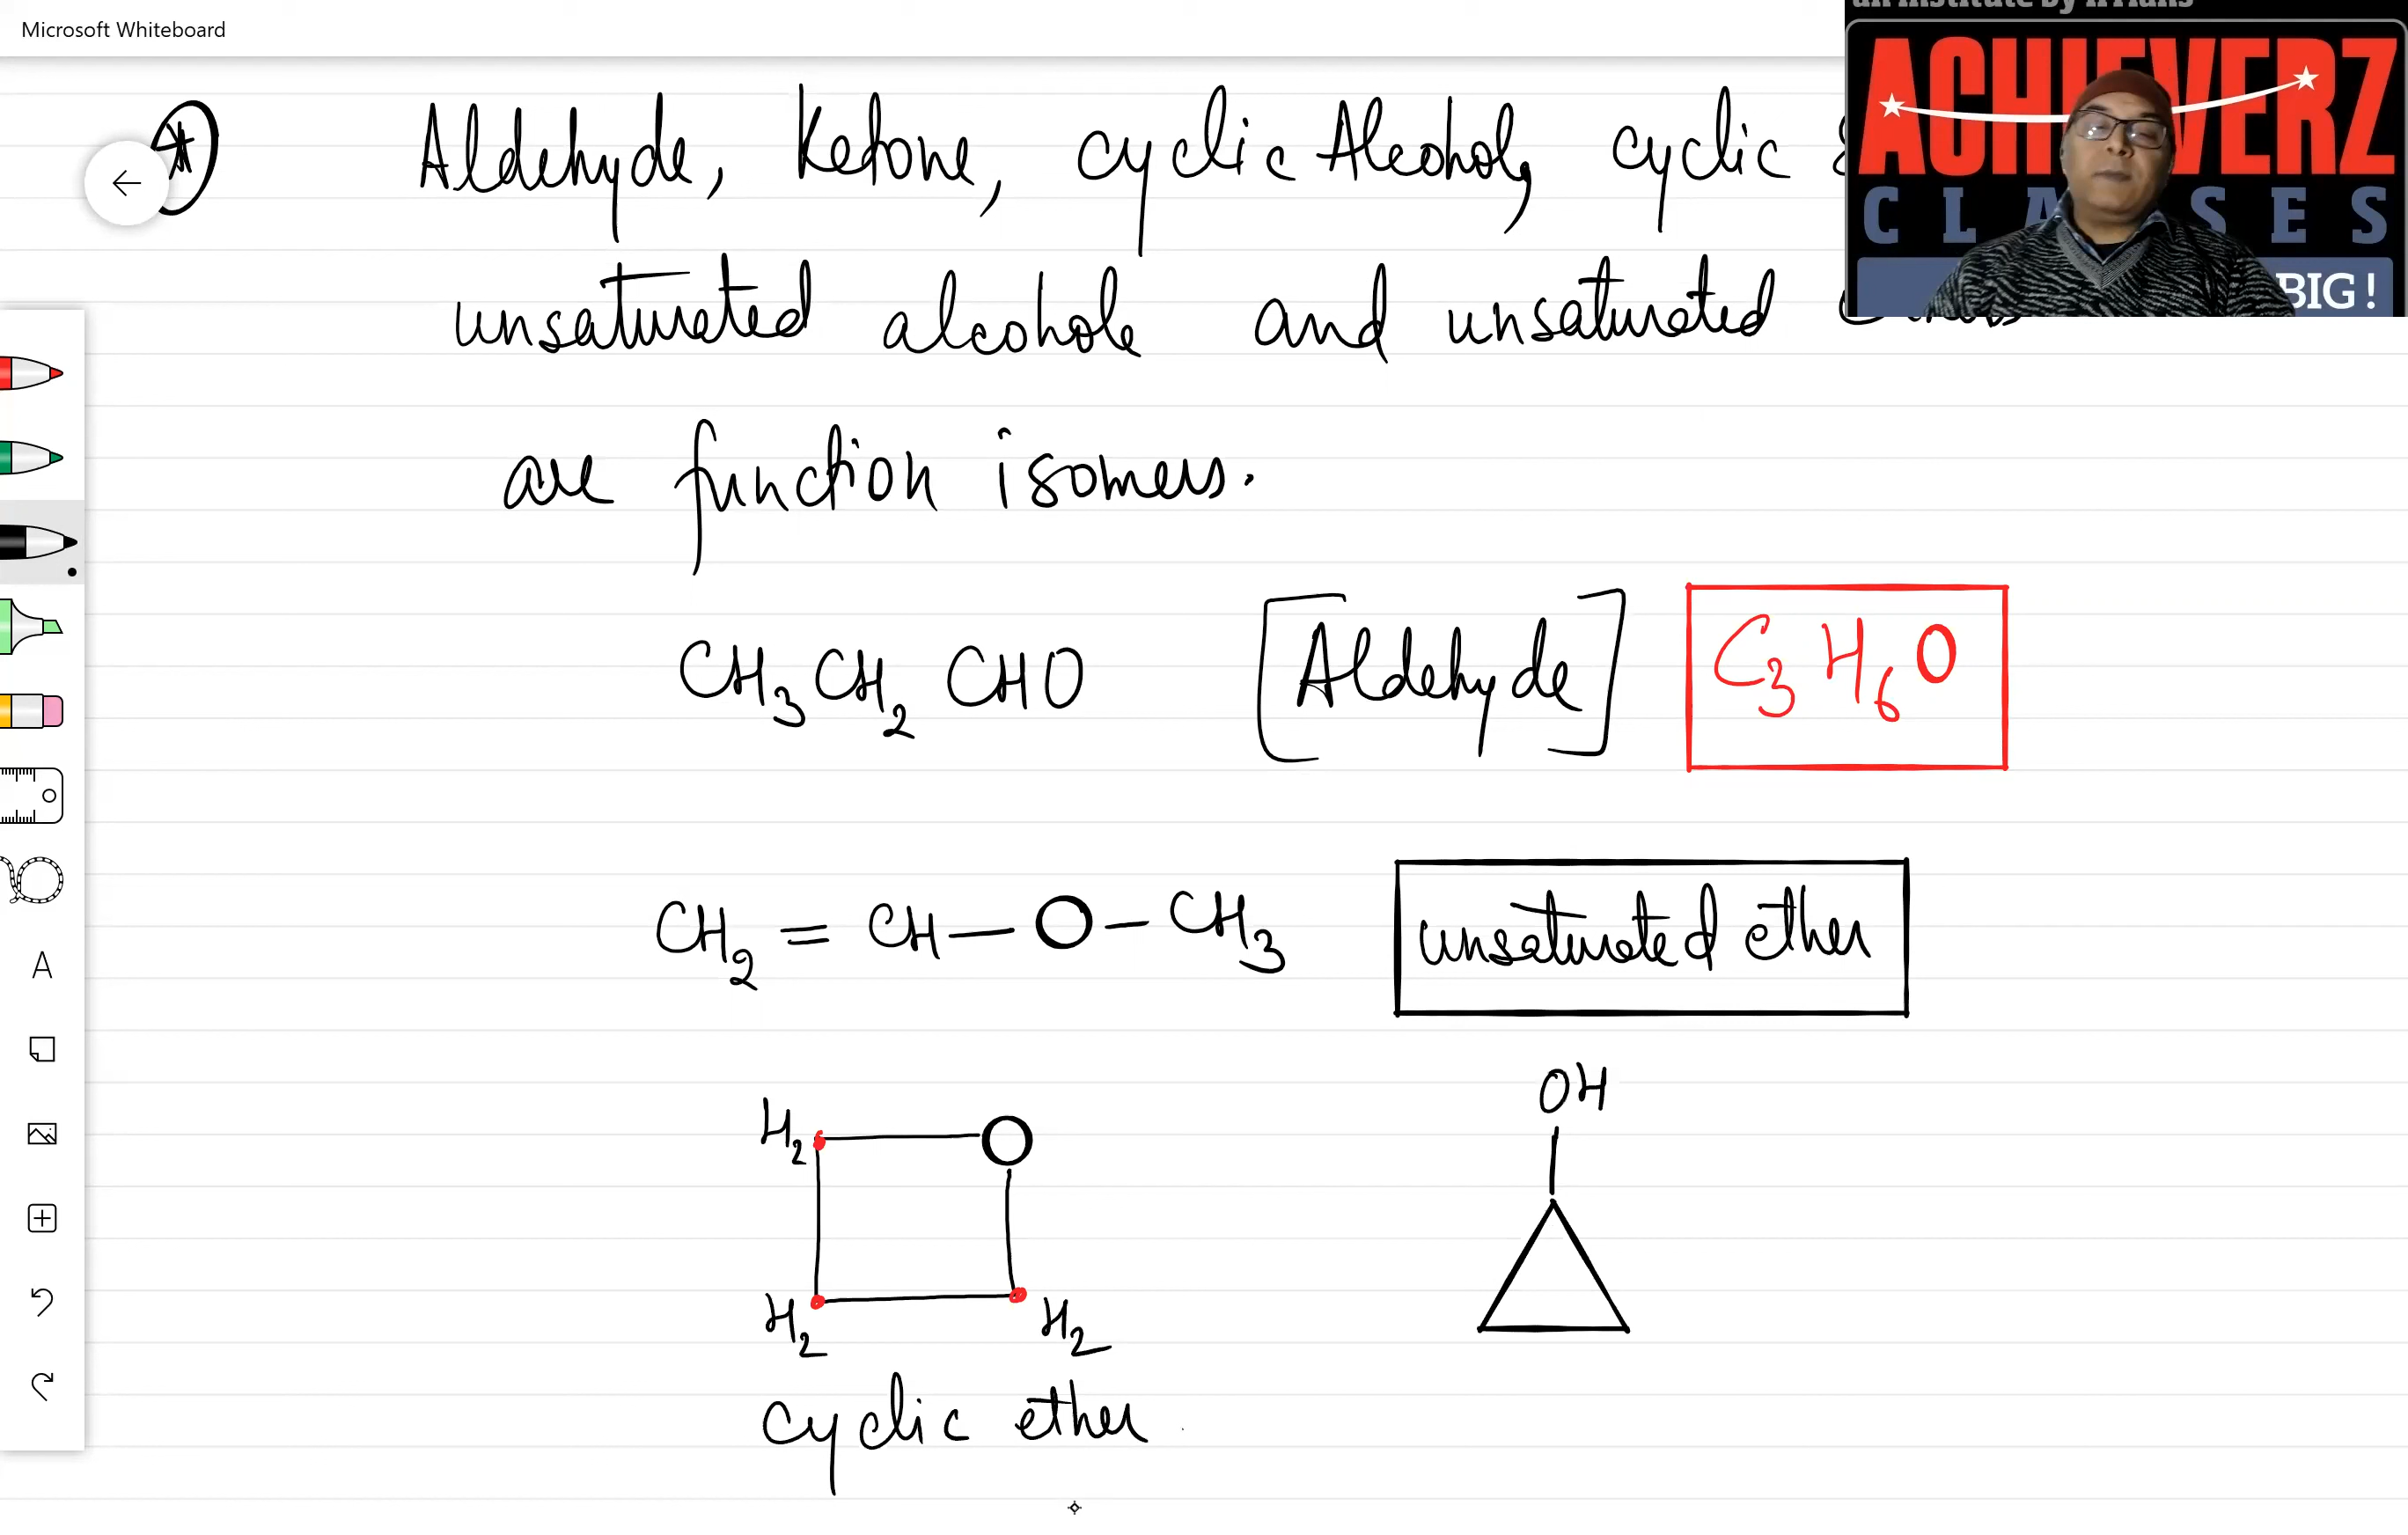 Microsoft Whiteboard
Aldehyde, Ketone, cyclic Alcohol, cyclic
unsaturated alcohols and unsaturated
are function isomers.
CH3CH2 CHO [Aldehyde] C3H6O
CH2 = CH — O — CH3 unsaturated ether
OH
H2 O
H2 H2
cyclic ether
ACHIEVERZ
CLASSES
BIG!
A